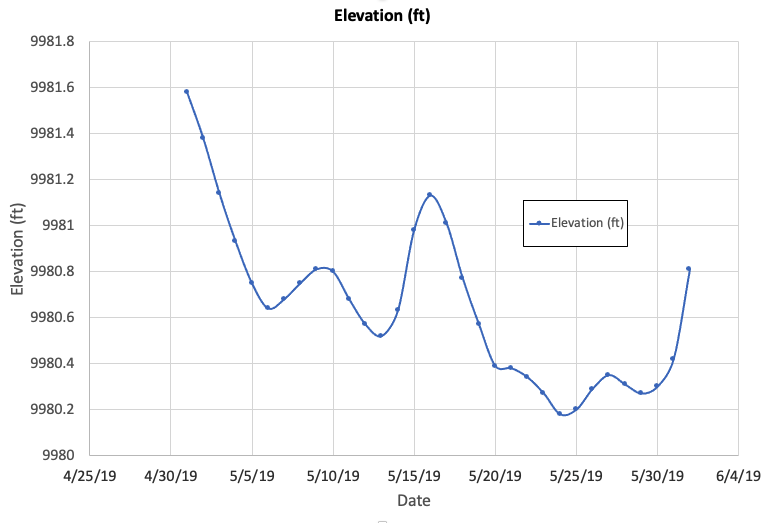 Elevation (ft)
9981.8
9981.6
9981.4
9981.2
9981
9980.8
9980.6
9980.4
9980.2
9980
Elevation (ft)
Elevation (ft)
4/25/19 4/30/19 5/5/19 5/10/19 5/15/19 5/20/19 5/25/19 5/30/19 6/4/19
Date